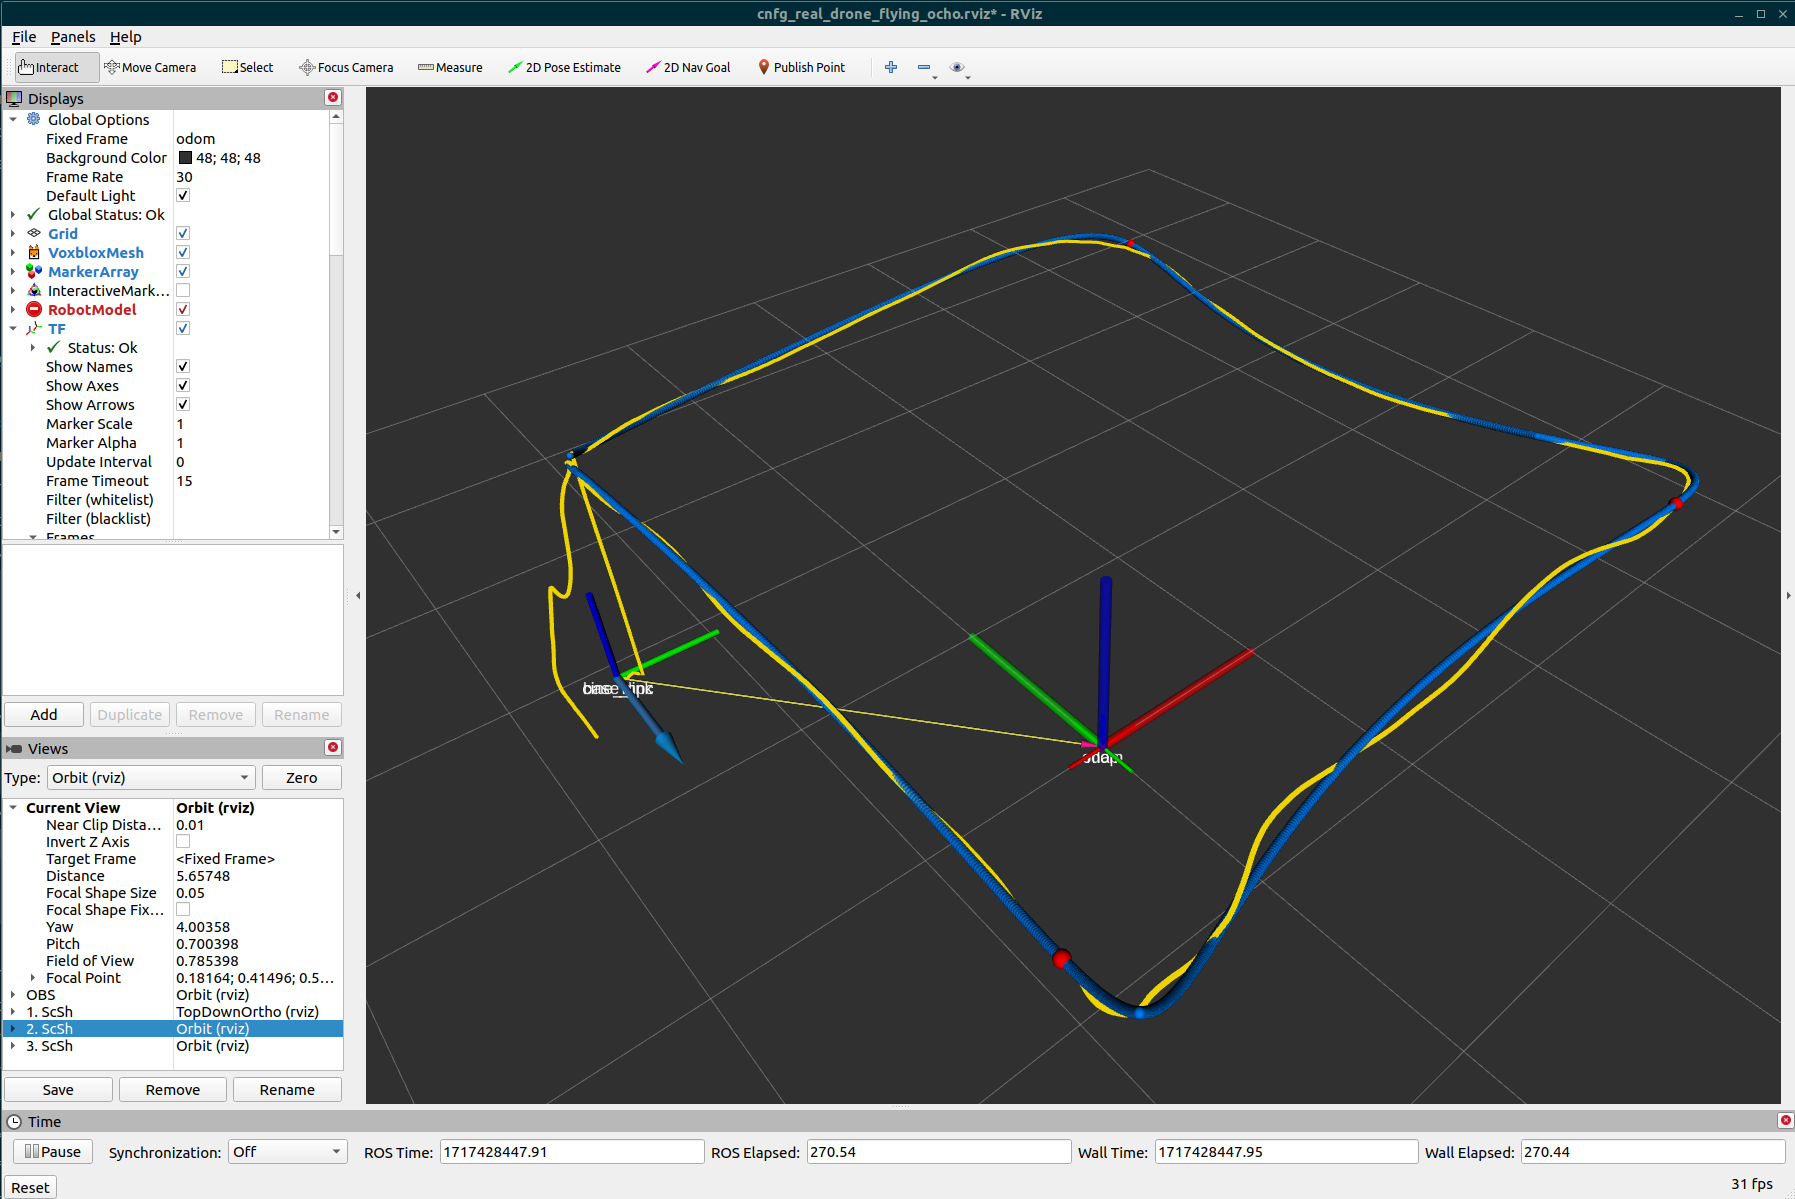 cnfg_real_drone_flying_ocho.rviz* - RViz
File Panels Help
Interact Move Camera Select Focus Camera Measure 2D Pose Estimate 2D Nav Goal Publish Point
Displays
Global Options
Fixed Frame odom
Background Color 48; 48; 48
Frame Rate 30
Default Light
Global Status: Ok
Grid
VoxbloxMesh
MarkerArray
InteractiveMark...
RobotModel
TF
Status: Ok
Show Names
Show Axes
Show Arrows
Marker Scale 1
Marker Alpha 1
Update Interval 0
Frame Timeout 15
Filter (whitelist)
Filter (blacklist)
Frames
Add Duplicate Remove Rename
Views
Type: Orbit (rviz) Zero
Current View Orbit (rviz)
Near Clip Dista... 0.01
Invert Z Axis
Target Frame <Fixed Frame>
Distance 5.65748
Focal Shape Size 0.05
Focal Shape Fix...
Yaw 4.00358
Pitch 0.700398
Field of View 0.785398
Focal Point 0.18164; 0.41496; 0.5...
OBS Orbit (rviz)
1. ScSh TopDownOrtho (rviz)
2. ScSh Orbit (rviz)
3. ScSh Orbit (rviz)
Save Remove Rename
Time
Pause Synchronization: Off ROS Time: 1717428447.91 ROS Elapsed: 270.54 Wall Time: 1717428447.95 Wall Elapsed: 270.44
Reset 31 fps